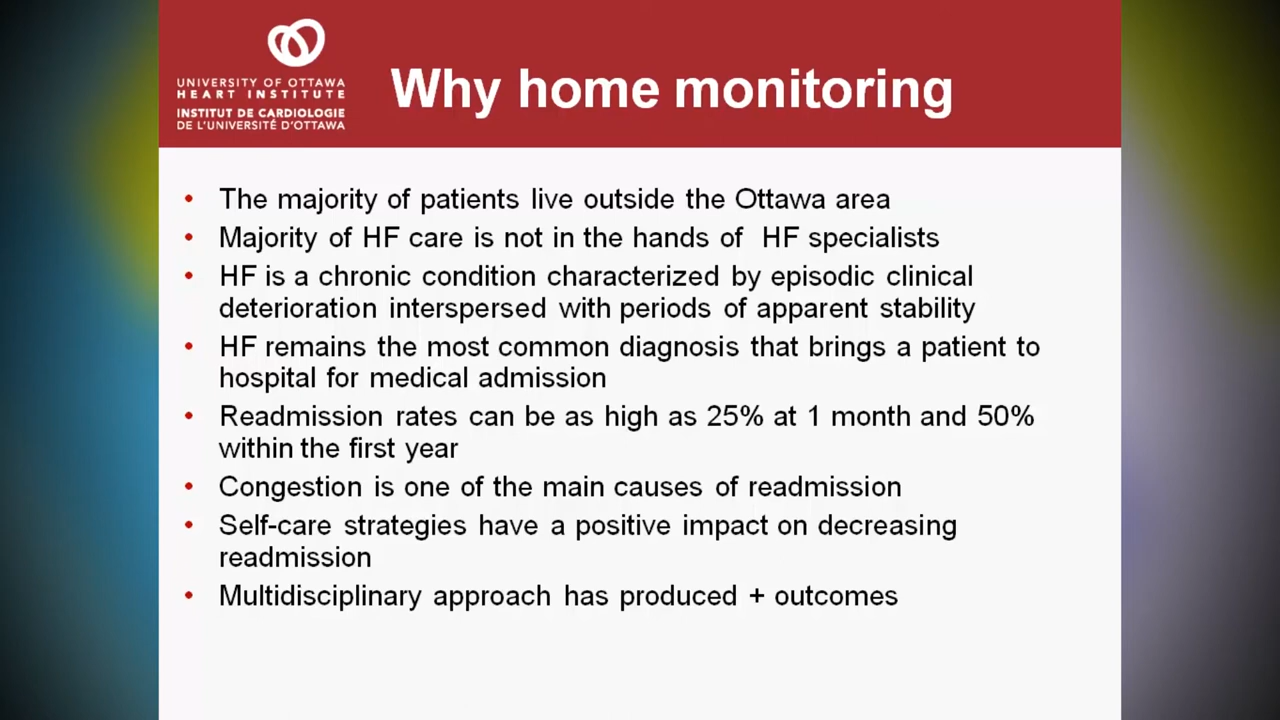 UNIVERSITY OF OTTAWA
HEART INSTITUTE
INSTITUT DE CARDIOLOGIE
DE L'UNIVERSITÉ D'OTTAWA
Why home monitoring
• The majority of patients live outside the Ottawa area
• Majority of HF care is not in the hands of HF specialists
• HF is a chronic condition characterized by episodic clinical
deterioration interspersed with periods of apparent stability
• HF remains the most common diagnosis that brings a patient to
hospital for medical admission
• Readmission rates can be as high as 25% at 1 month and 50%
within the first year
• Congestion is one of the main causes of readmission
• Self-care strategies have a positive impact on decreasing
readmission
• Multidisciplinary approach has produced + outcomes